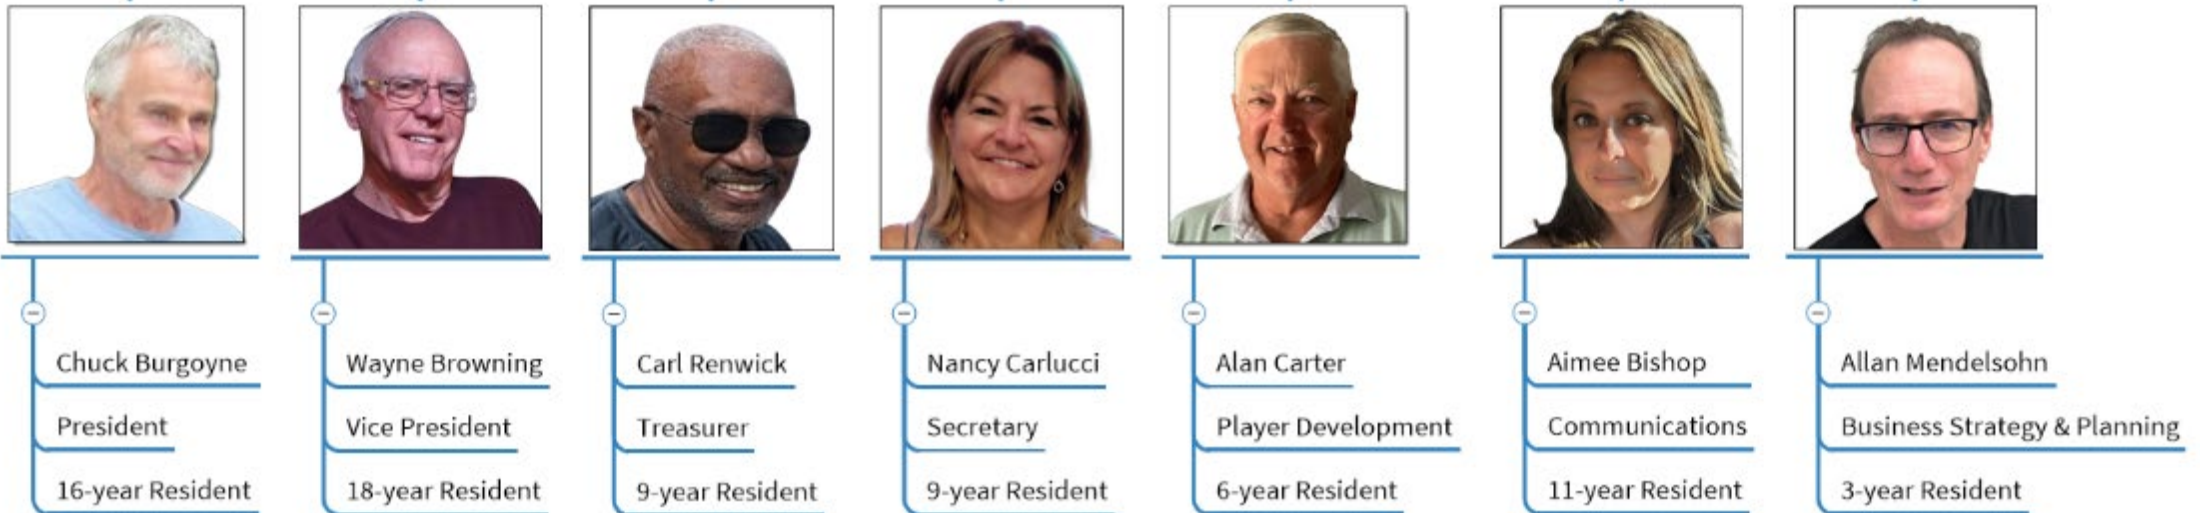 Chuck Burgoyne
President
16-year Resident
Wayne Browning
Vice President
18-year Resident
Carl Renwick
Treasurer
9-year Resident
Nancy Carlucci
Secretary
9-year Resident
Alan Carter
Player Development
6-year Resident
Aimee Bishop
Communications
11-year Resident
Allan Mendelsohn
Business Strategy & Planning
3-year Resident